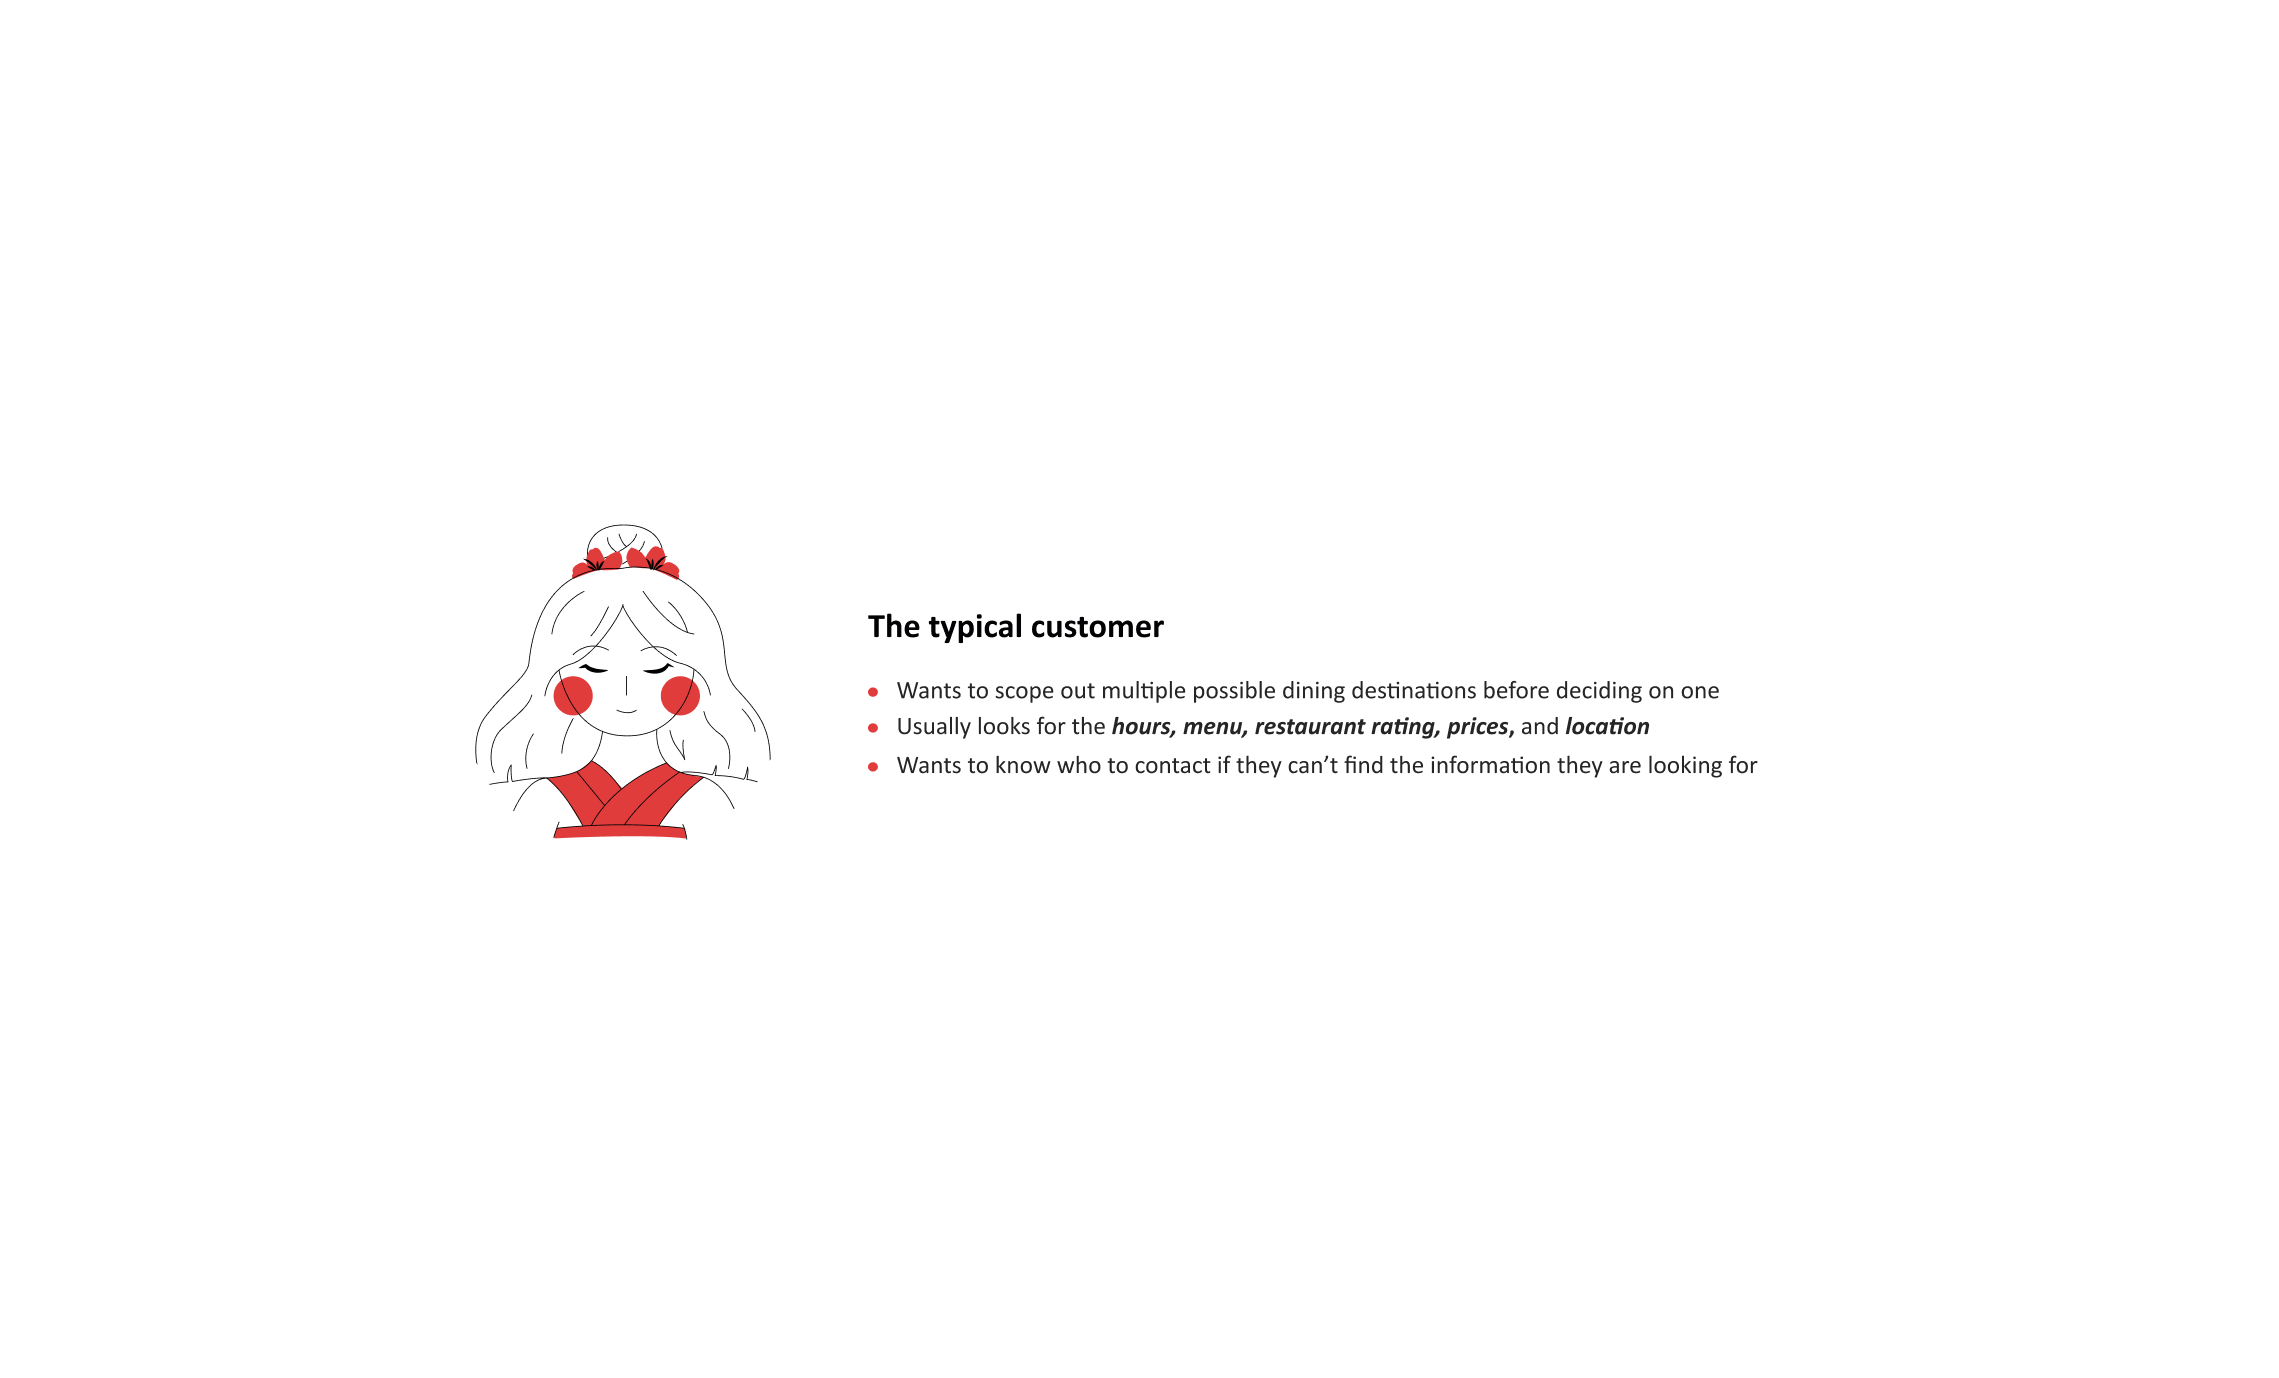 The typical customer
Wants to scope out multiple possible dining destinations before deciding on one
Usually looks for the hours, menu, restaurant rating, prices, and location
Wants to know who to contact if they can’t find the information they are looking for